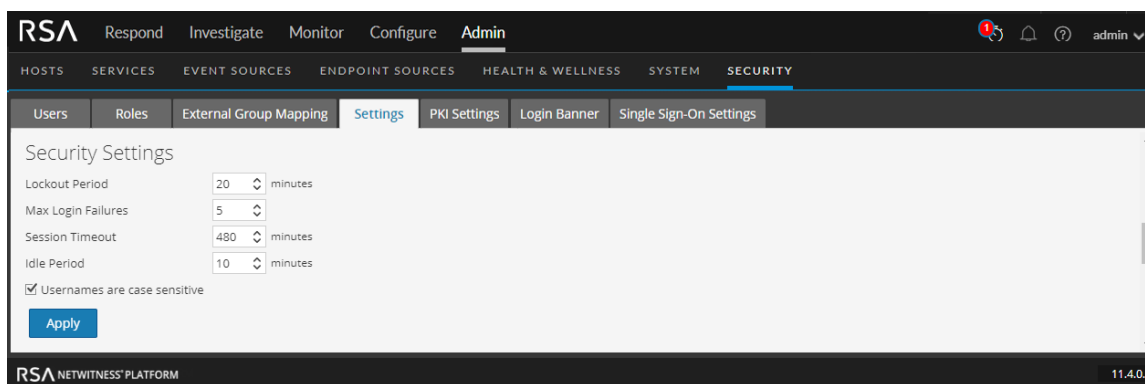 RSA Respond Investigate Monitor Configure Admin 1 admin
HOSTS SERVICES EVENT SOURCES ENDPOINT SOURCES HEALTH & WELLNESS SYSTEM SECURITY
Users Roles External Group Mapping Settings PKI Settings Login Banner Single Sign-On Settings
Security Settings
Lockout Period 20 minutes
Max Login Failures 5
Session Timeout 480 minutes
Idle Period 10 minutes
Usernames are case sensitive
Apply
RSA NETWITNESS® PLATFORM 11.4.0.